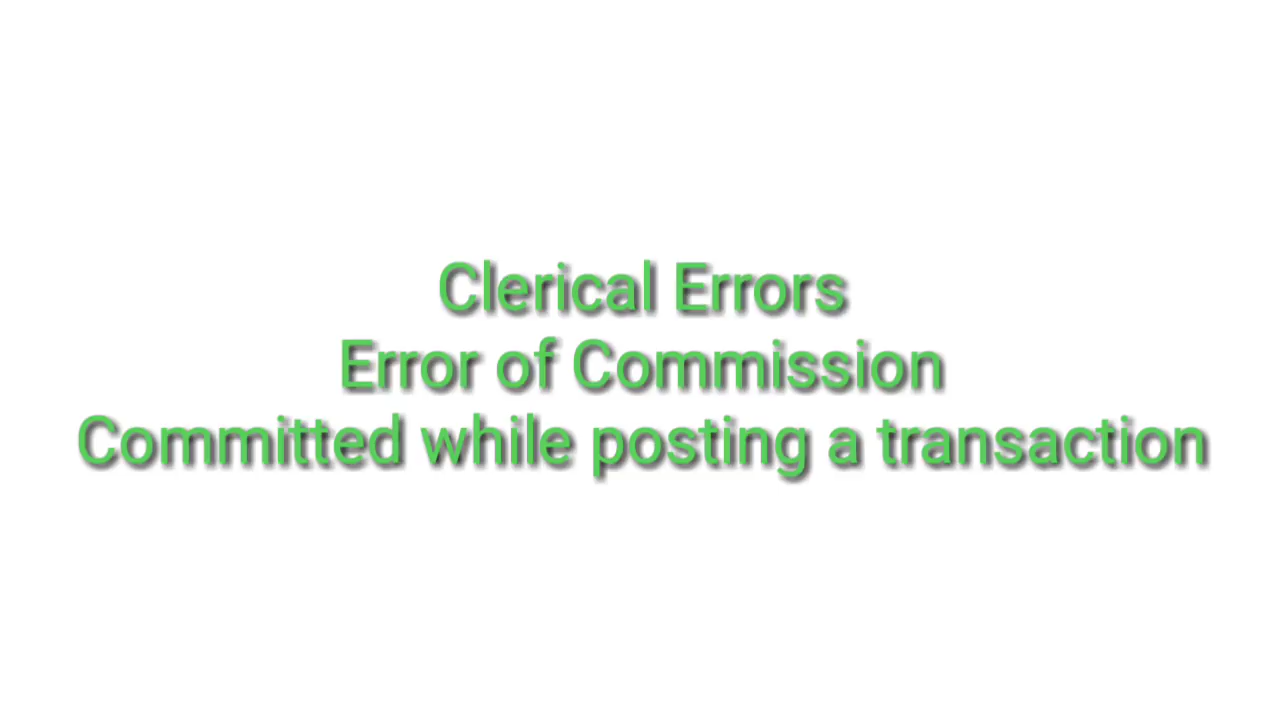 Clerical Errors
Error of Commission
Committed while posting a transaction